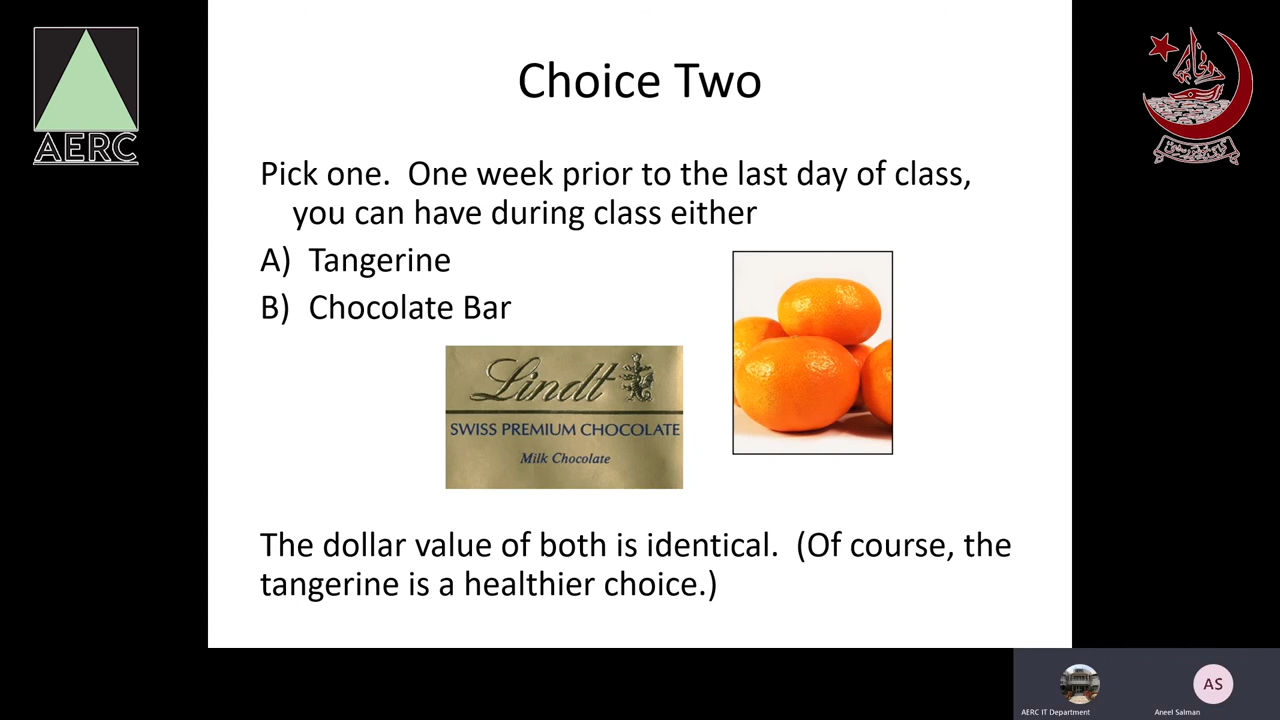 AERC
Choice Two
Pick one. One week prior to the last day of class,
you can have during class either
A) Tangerine
B) Chocolate Bar
Lindt
SWISS PREMIUM CHOCOLATE
Milk Chocolate
The dollar value of both is identical. (Of course, the
tangerine is a healthier choice.)
AS
AERC IT Department
Aneel Salman